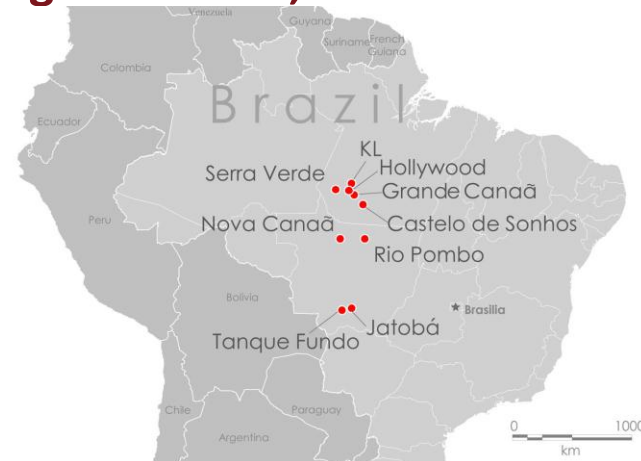 Venezuela
Guyana
Suriname
French
Guiana
Colombia
Ecuador
Brazil
KL
Hollywood
Serra Verde
Grande Canaã
Nova Canaã
Castelo de Sonhos
Peru
Rio Pombo
Bolivia
Brasilia
Jatobá
Tanque Fundo
Chile
Paraguay
Argentina
0
1000
km